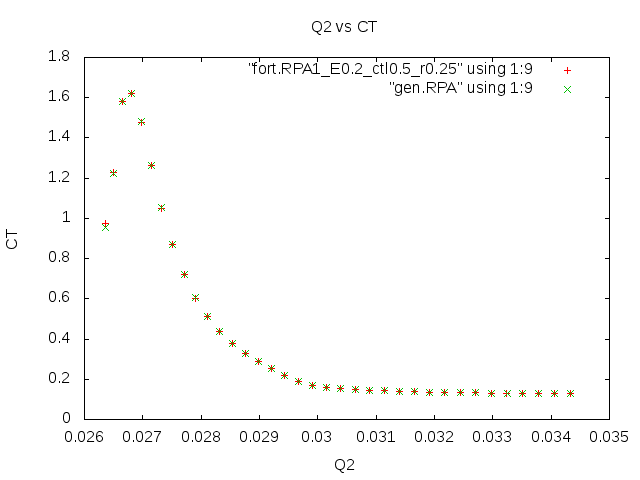 Q2 vs CT
"fort.RPA1_E0.2_ctl0.5_r0.25" using 1:9
"gen.RPA" using 1:9
1.8
1.6
1.4
1.2
1
0.8
0.6
0.4
0.2
0
CT
0.026 0.027 0.028 0.029 0.03 0.031 0.032 0.033 0.034 0.035
Q2